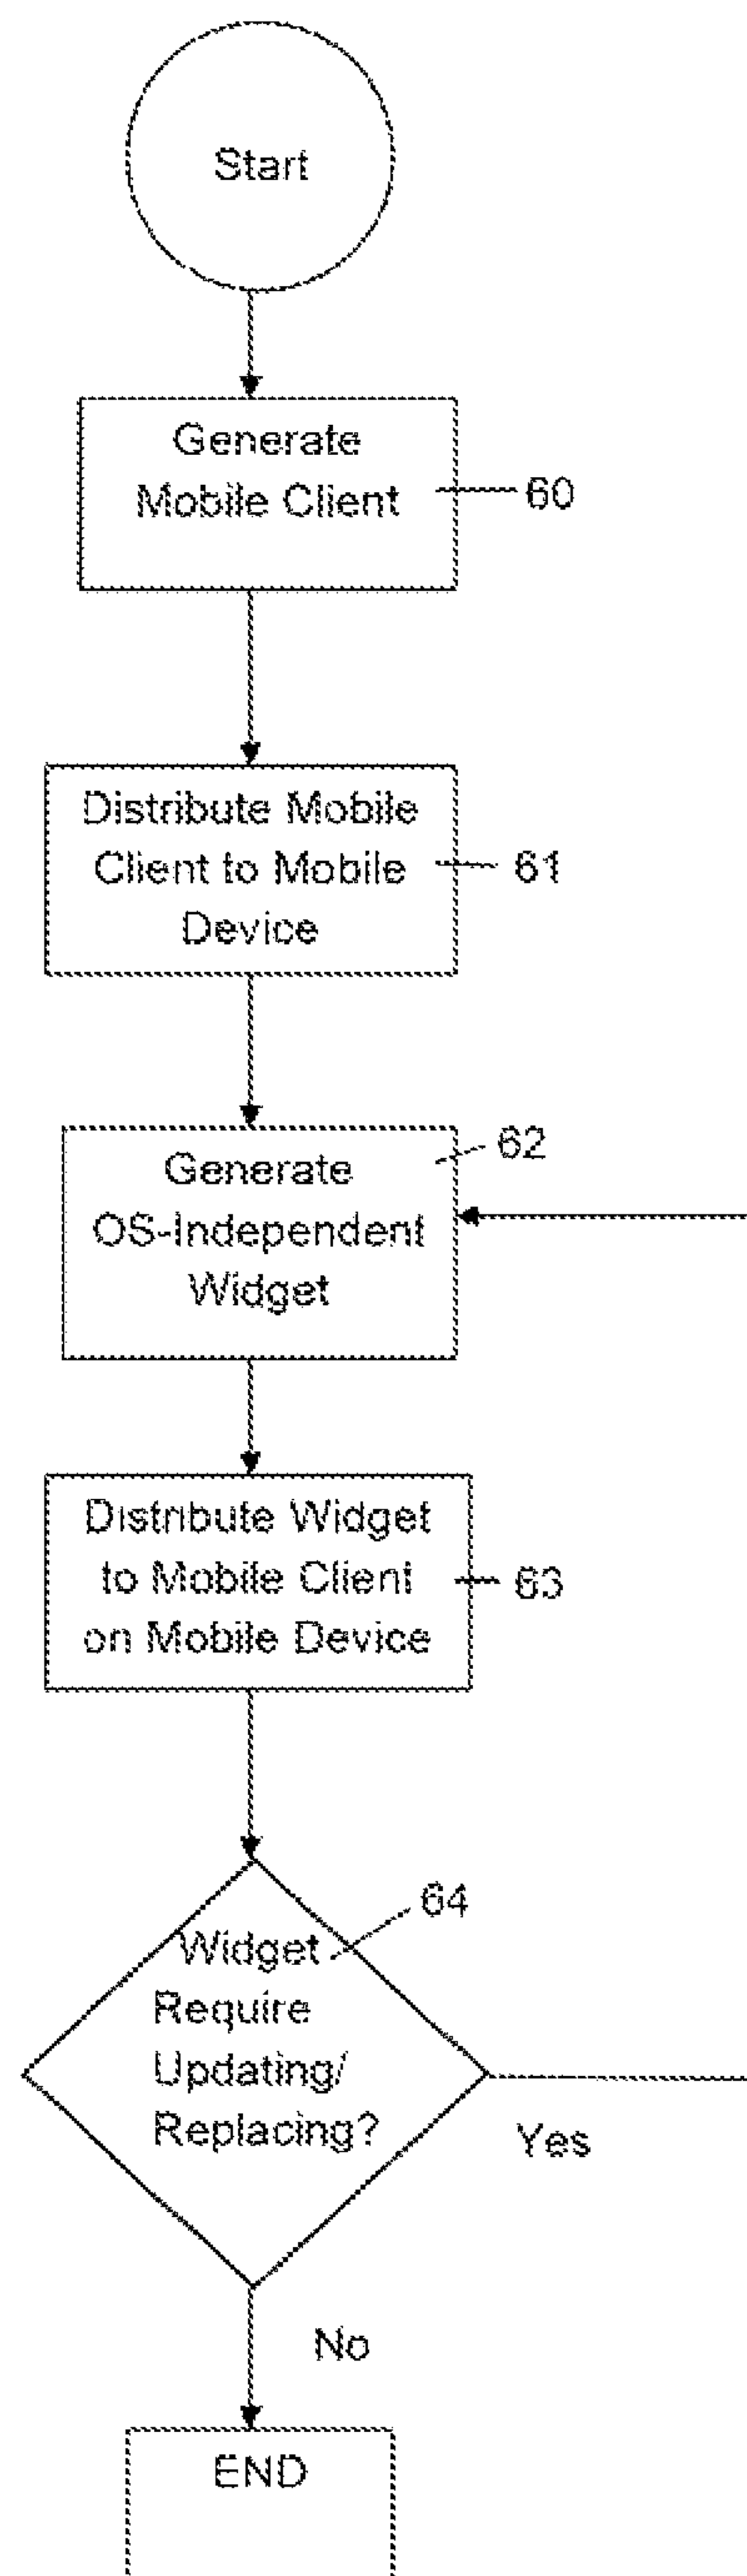 Start
Generate
Mobile Client
60
Distribute Mobile
Client to Mobile
Device
61
62
Generate
OS-Independent
Widget
Distribute Widget
to Mobile Client
on Mobile Device
63
64
Widget
Require
Updating/
Replacing?
Yes
No
END